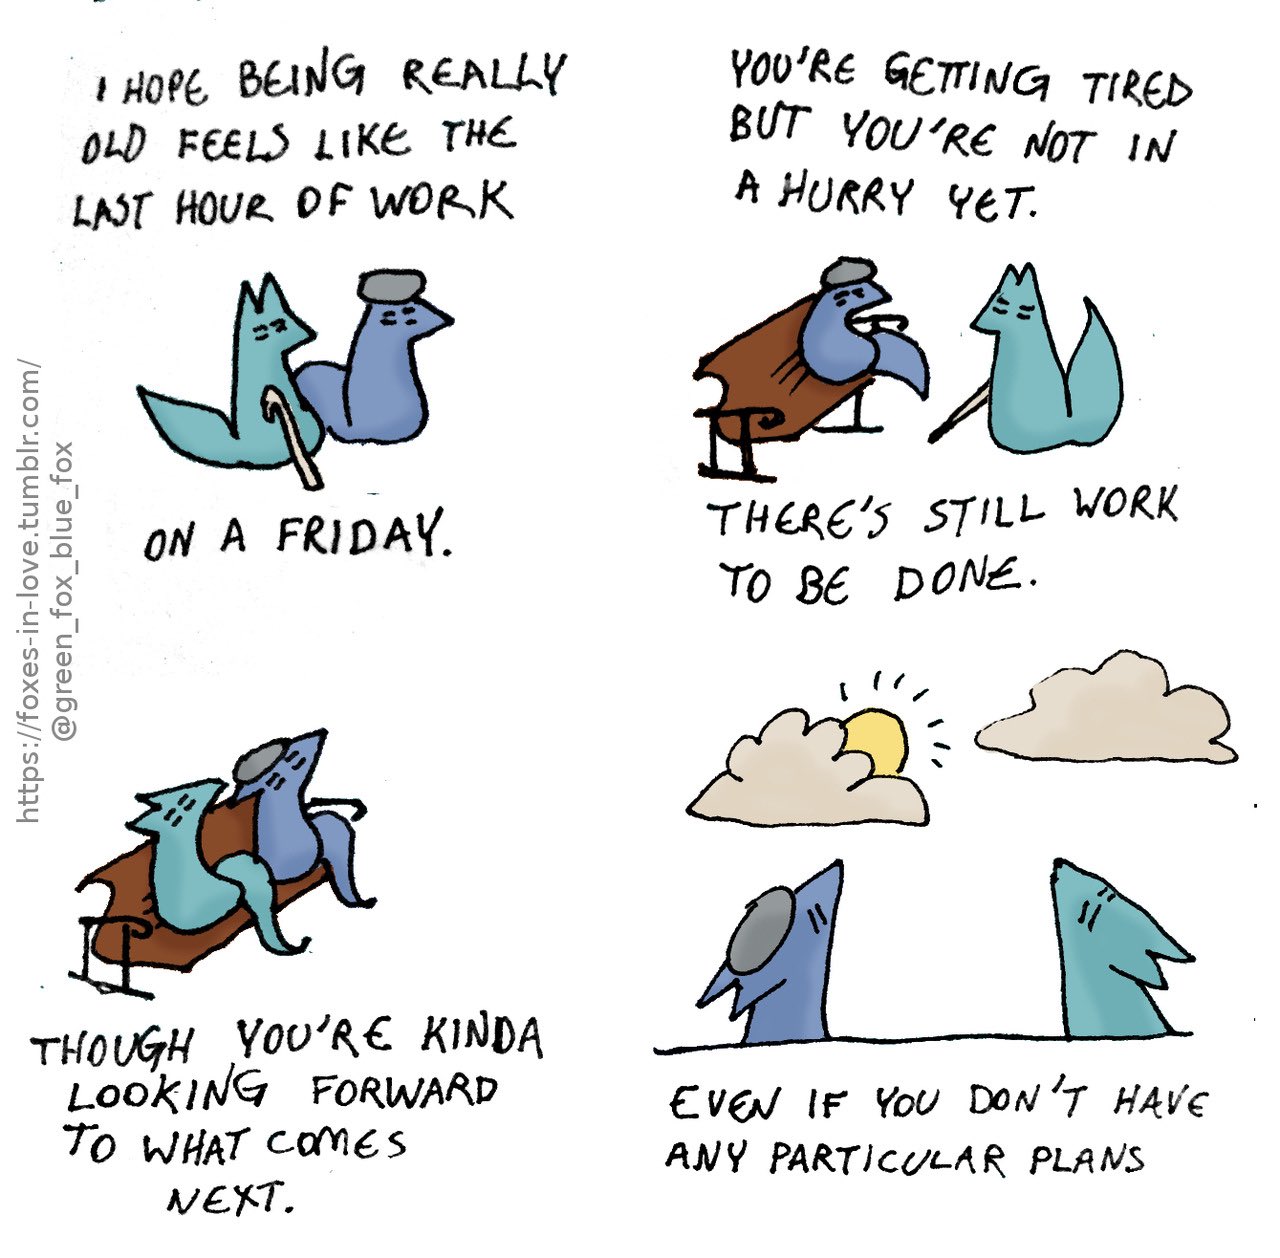 I HOPE BEING REALLY
OLD FEELS LIKE THE
LAST HOUR OF WORK
ON A FRIDAY.
YOU'RE GETTING TIRED
BUT YOU'RE NOT IN
A HURRY YET.
THERE'S STILL WORK
TO BE DONE.
THOUGH YOU'RE KINDA
LOOKING FORWARD
TO WHAT COMES
NEXT.
EVEN IF YOU DON'T HAVE
ANY PARTICULAR PLANS
https://foxes-in-love.tumblr.com/
@green_fox_blue_fox